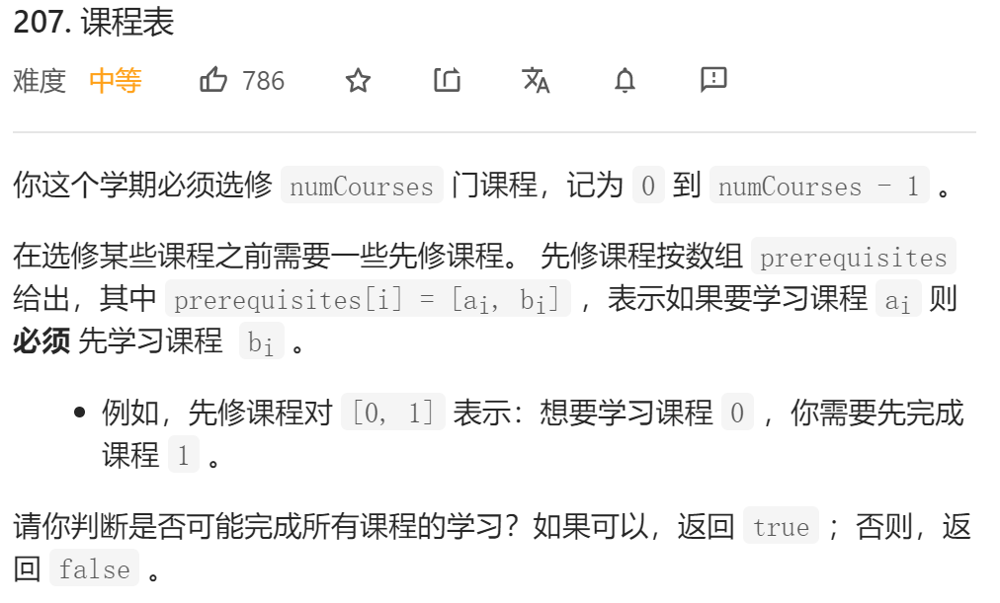 207. 课程表
难度 中等 786
你这个学期必须选修 numCourses 门课程，记为 0 到 numCourses - 1 。
在选修某些课程之前需要一些先修课程。 先修课程按数组 prerequisites
给出，其中 prerequisites[i] = [ai, bi] ，表示如果要学习课程 ai 则
必须 先学习课程 bi 。
• 例如，先修课程对 [0, 1] 表示：想要学习课程 0 ，你需要先完成
课程 1 。
请你判断是否可能完成所有课程的学习？如果可以，返回 true ；否则，返
回 false 。